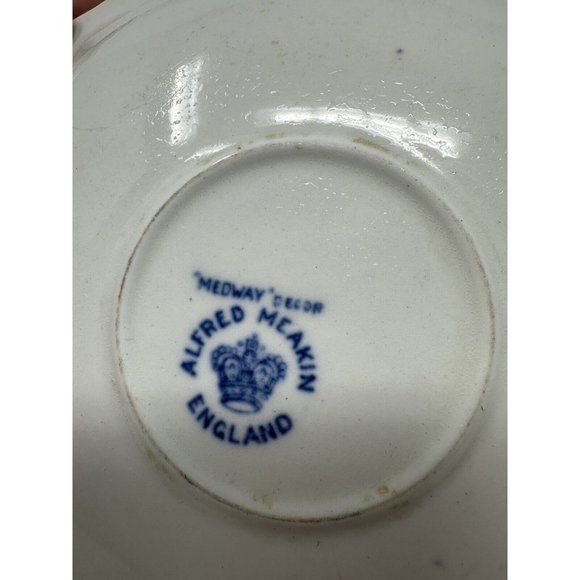 "MEDWAY" DECOR
ALFRED MEAKIN
ENGLAND